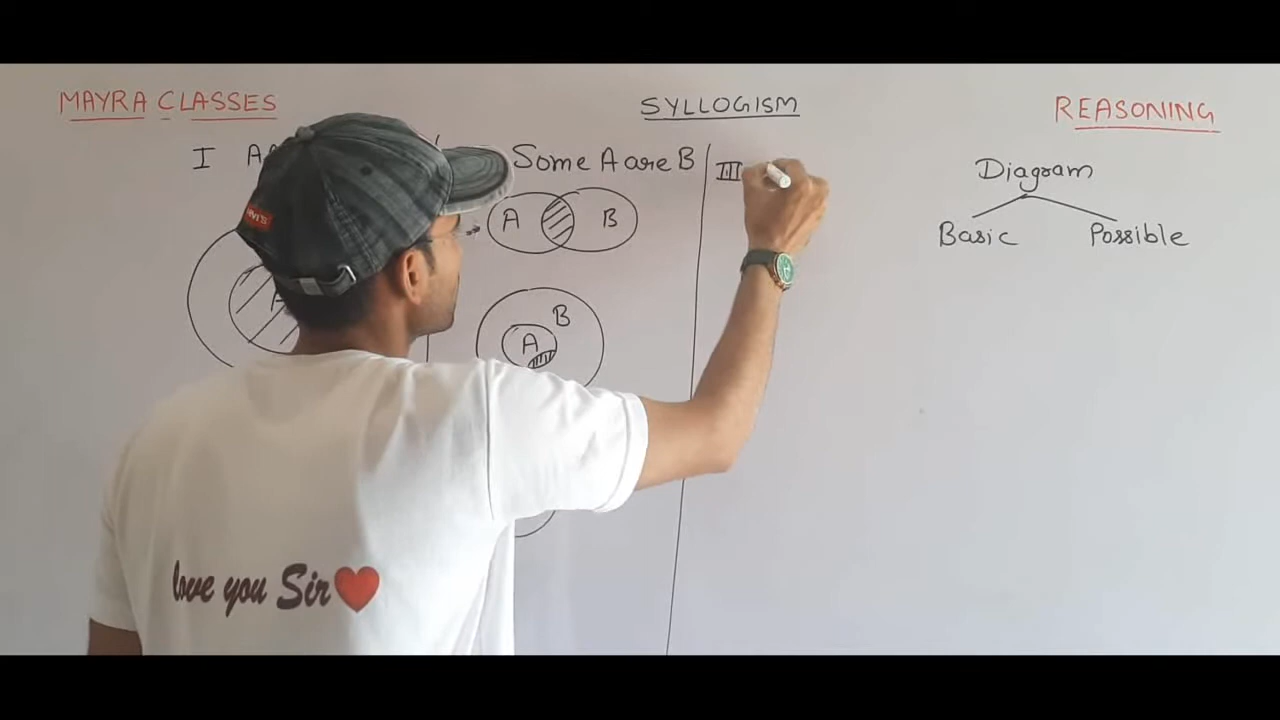 MAYRA CLASSES
SYLLOGISM
REASONING
I
Some A are B
III
Diagram
Basic Possible
A B
B
A
love you Sir